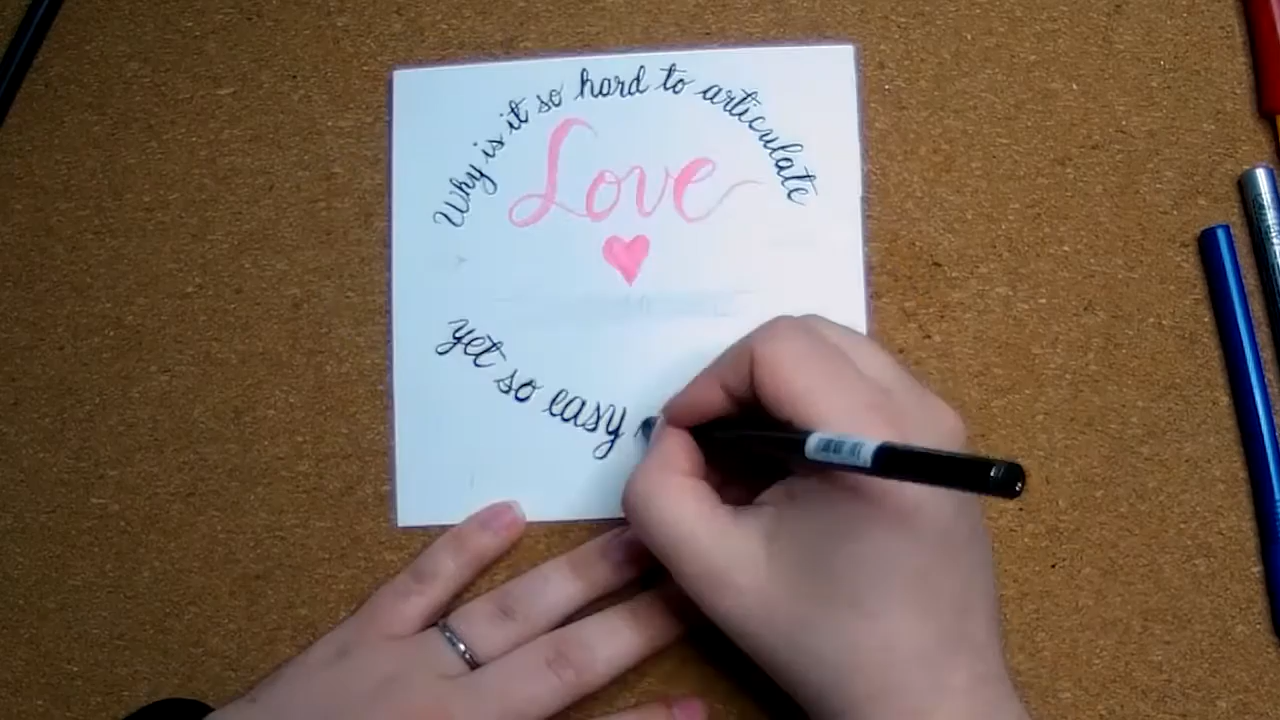 Why is it so hard to articulate
Love
yet so easy